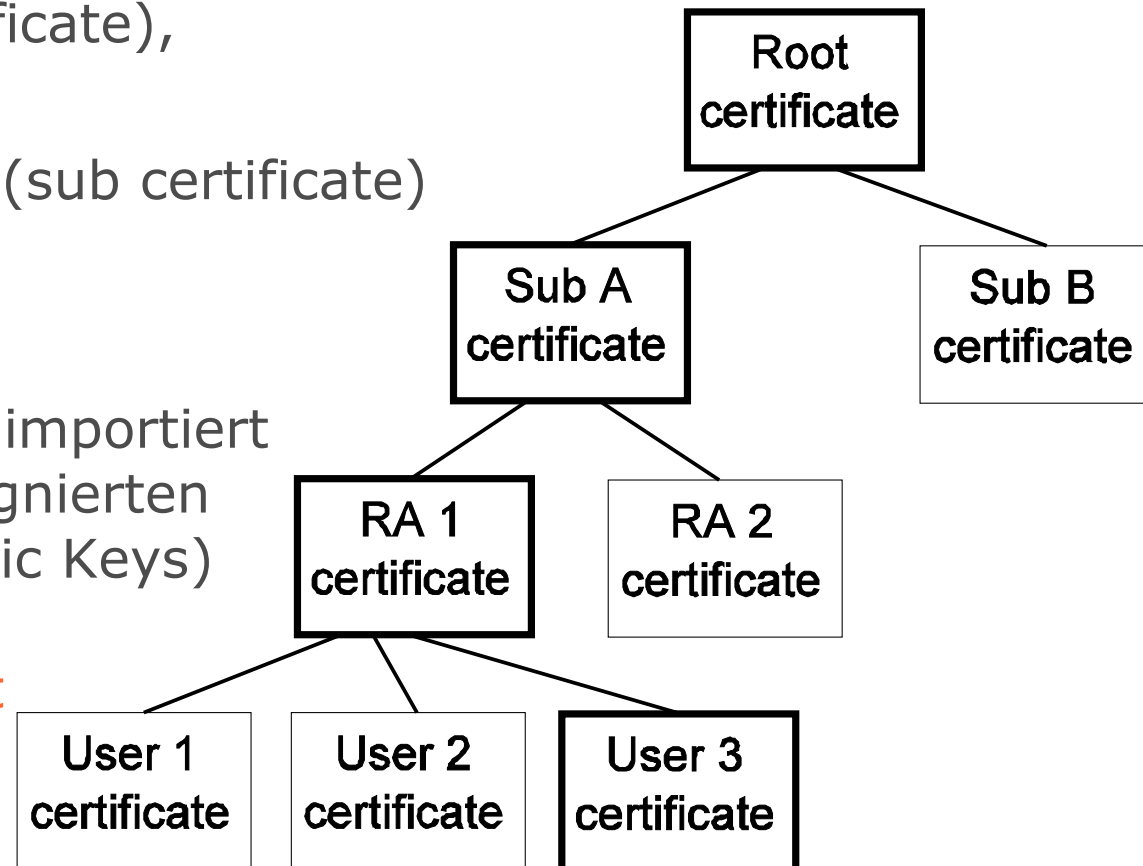 ficate),
(sub certificate)
importiert
gnierten
ic Keys)
t
Root
certificate
Sub A
certificate
Sub B
certificate
RA 1
certificate
RA 2
certificate
User 1
certificate
User 2
certificate
User 3
certificate